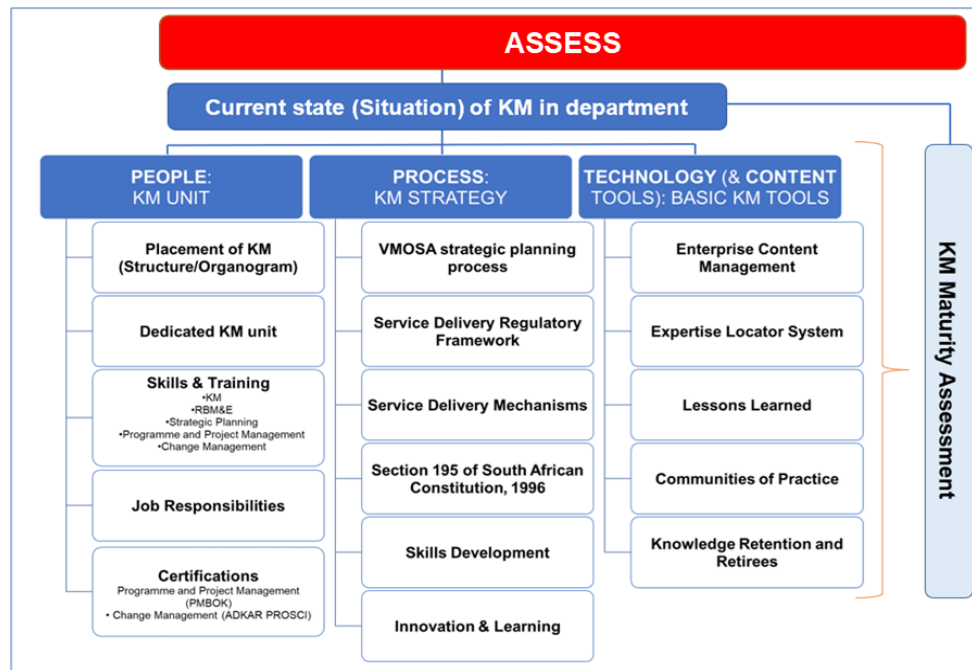 ASSESS
Current state (Situation) of KM in department
PEOPLE:
KM UNIT
Placement of KM
(Structure/Organogram)
Dedicated KM unit
Skills & Training
•KM
•RBM&E
•Strategic Planning
•Programme and Project Management
•Change Management
Job Responsibilities
Certifications
Programme and Project Management
(PMBOK)
• Change Management (ADKAR PROSCI)
PROCESS:
KM STRATEGY
VMOSA strategic planning
process
Service Delivery Regulatory
Framework
Service Delivery Mechanisms
Section 195 of South African
Constitution, 1996
Skills Development
Innovation & Learning
TECHNOLOGY (& CONTENT
TOOLS): BASIC KM TOOLS
Enterprise Content
Management
Expertise Locator System
Lessons Learned
Communities of Practice
Knowledge Retention and
Retirees
KM Maturity Assessment